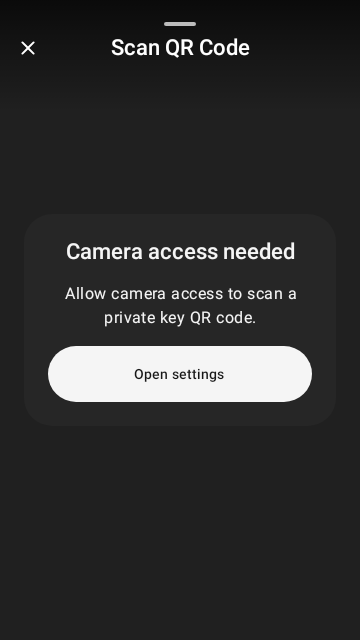 Scan QR Code
Camera access needed
Allow camera access to scan a
private key QR code.
Open settings